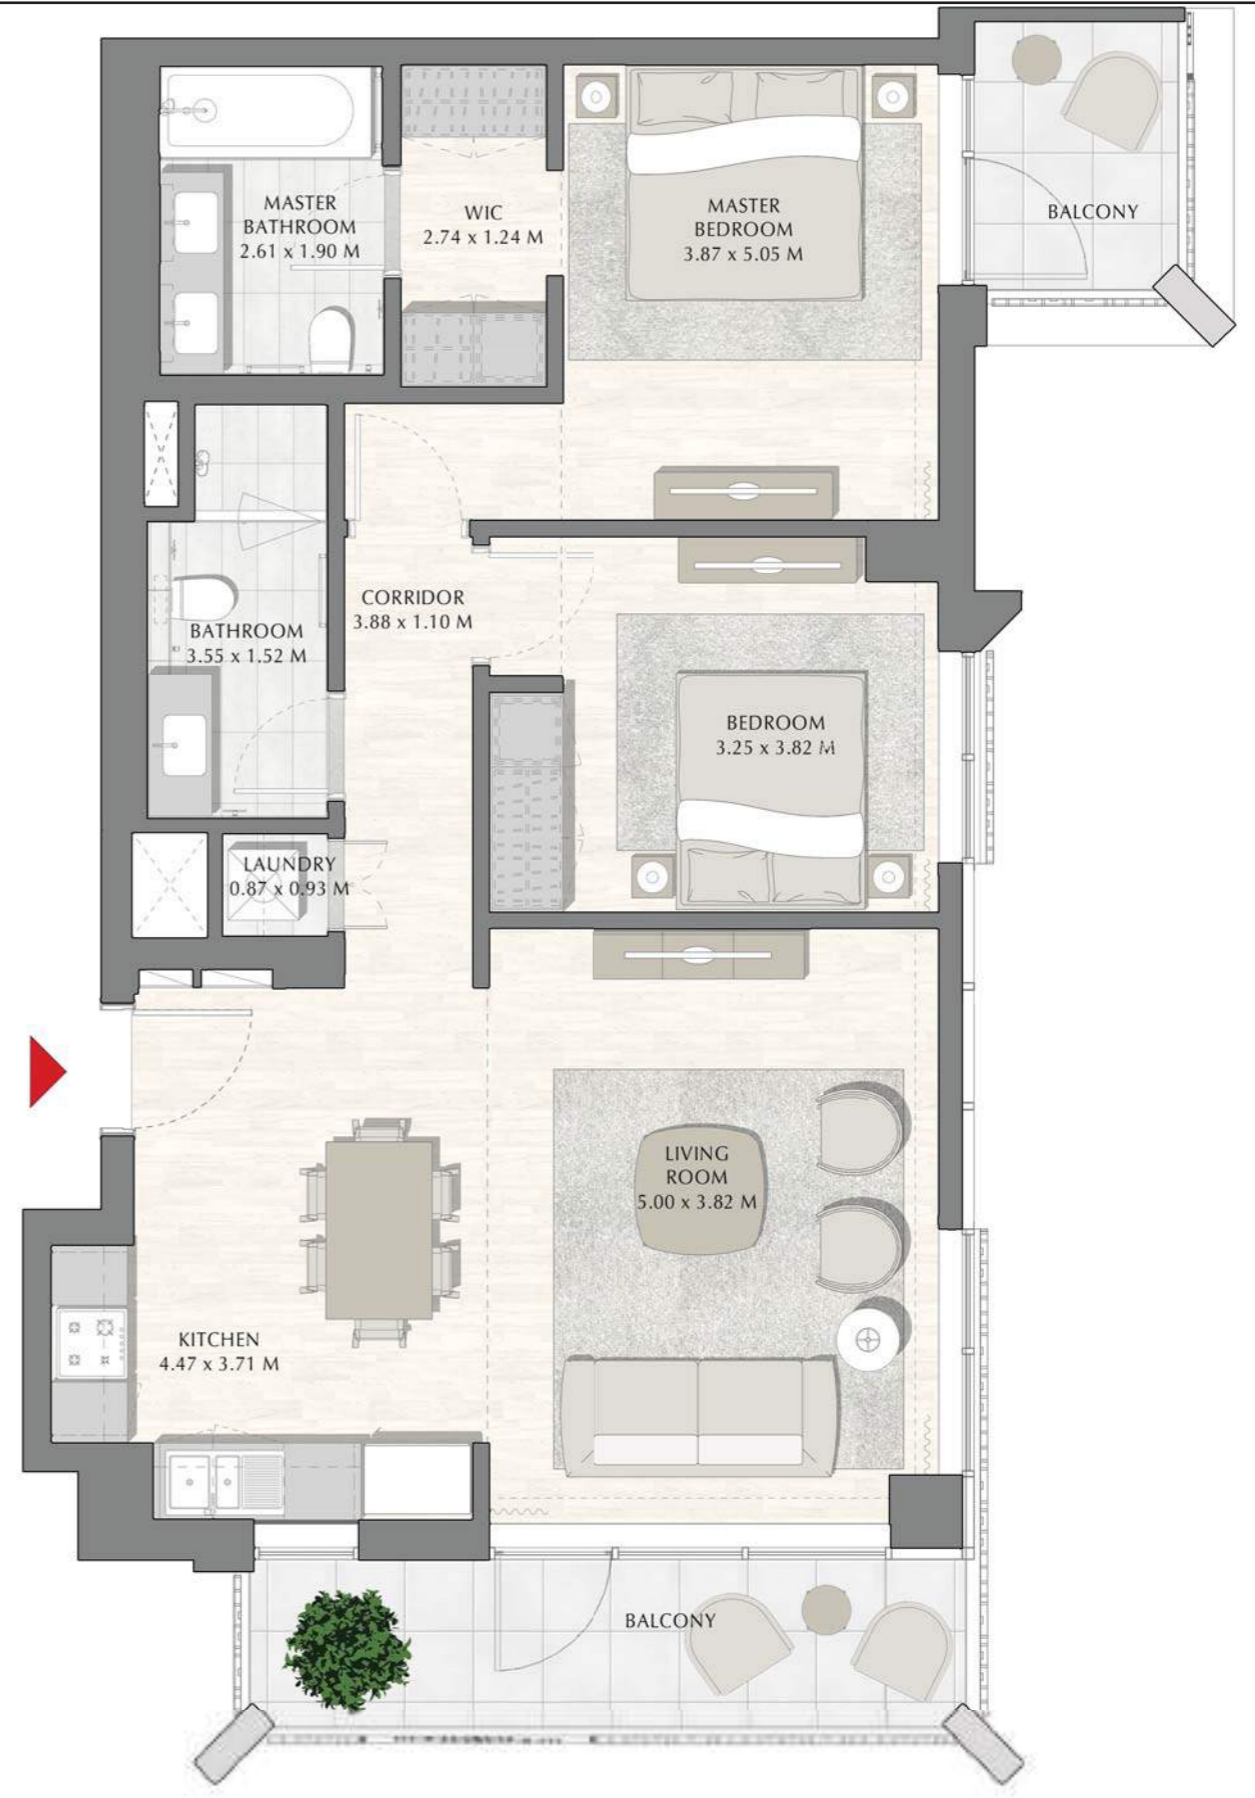 MASTER
BATHROOM
2.61 x 1.90 M
WIC
2.74 x 1.24 M
MASTER
BEDROOM
3.87 x 5.05 M
BALCONY
CORRIDOR
3.88 x 1.10 M
BATHROOM
3.55 x 1.52 M
BEDROOM
3.25 x 3.82 M
LAUNDRY
0.87 x 0.93 M
LIVING
ROOM
5.00 x 3.82 M
KITCHEN
4.47 x 3.71 M
BALCONY